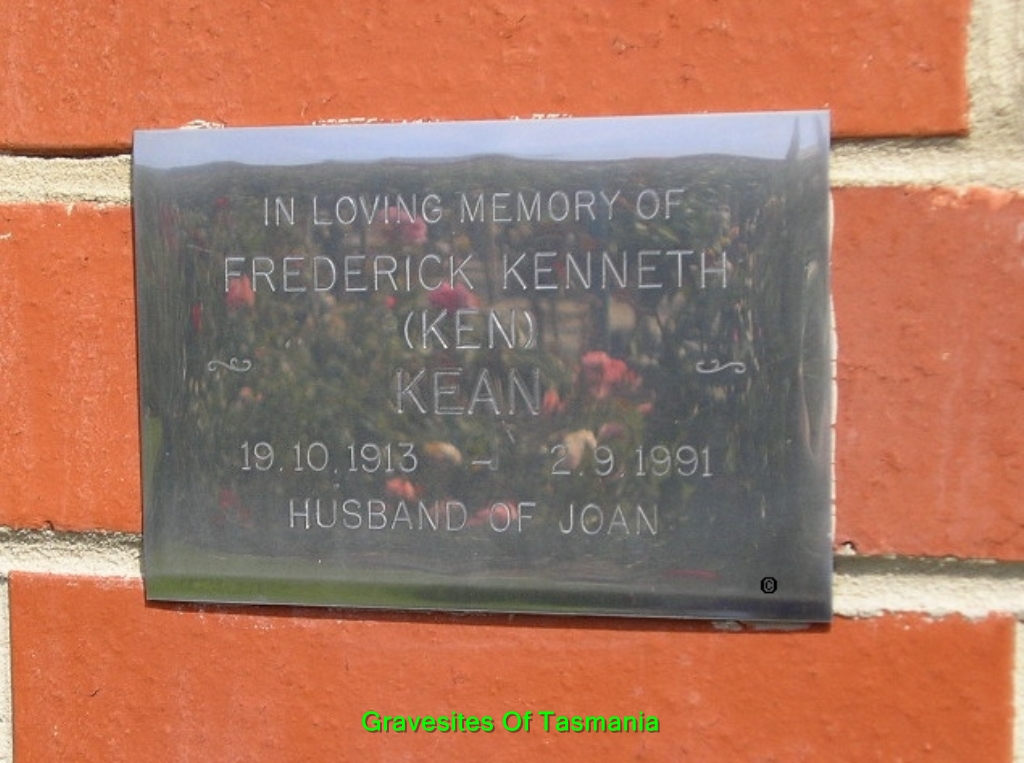 IN LOVING MEMORY OF
FREDERICK KENNETH
(KEN)
KEAN
19.10.1913 - 2.9.1991
HUSBAND OF JOAN
©
Gravesites Of Tasmania